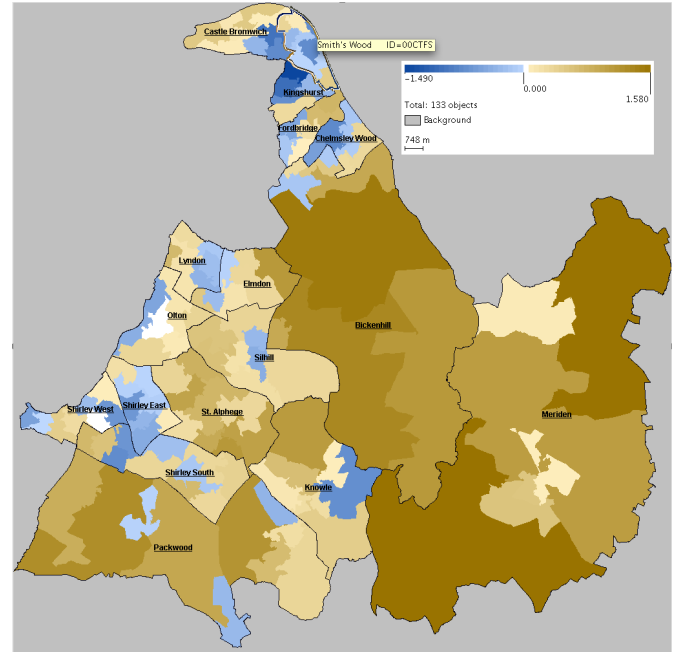 Castle Bromwich
Smith's Wood ID=00CTFS
Kingshurst
Fordbridge
Chelmsley Wood
−1.490
0.000
1.580
Total: 133 objects
Background
748 m
Lyndon
Elmdon
Olton
Bickenhill
Silhill
Shirley West
Shirley East
St. Alphege
Meriden
Shirley South
Knowle
Packwood